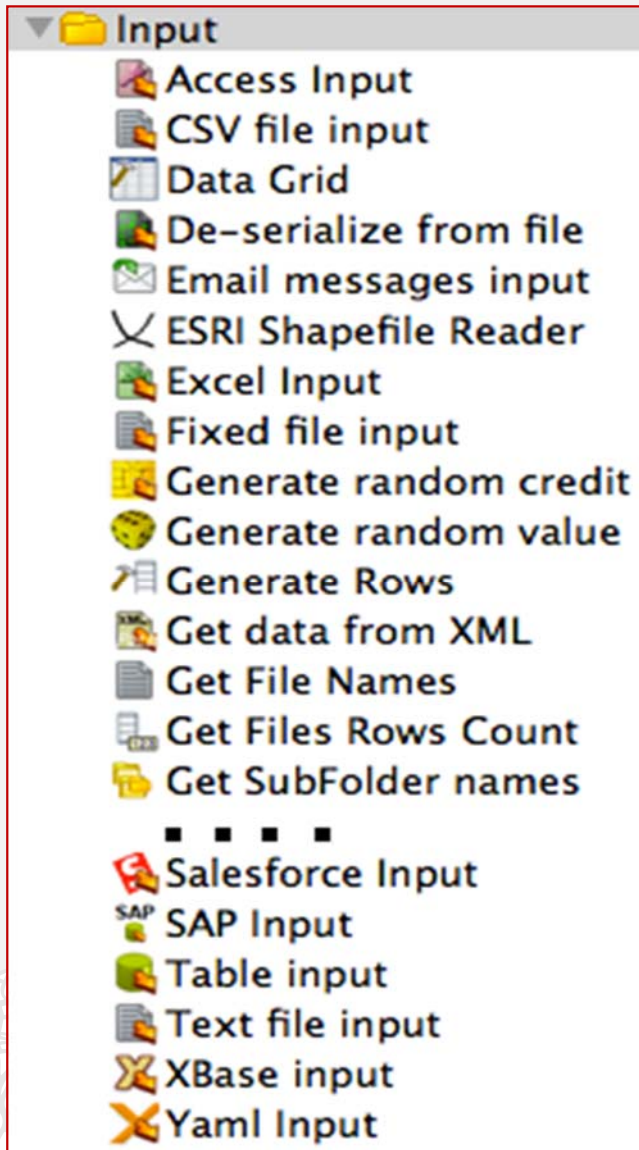 Input
Access Input
CSV file input
Data Grid
De-serialize from file
Email messages input
ESRI Shapefile Reader
Excel Input
Fixed file input
Generate random credit
Generate random value
Generate Rows
Get data from XML
Get File Names
Get Files Rows Count
Get SubFolder names
. . . .
Salesforce Input
SAP SAP Input
Table input
Text file input
XBase input
Yaml Input